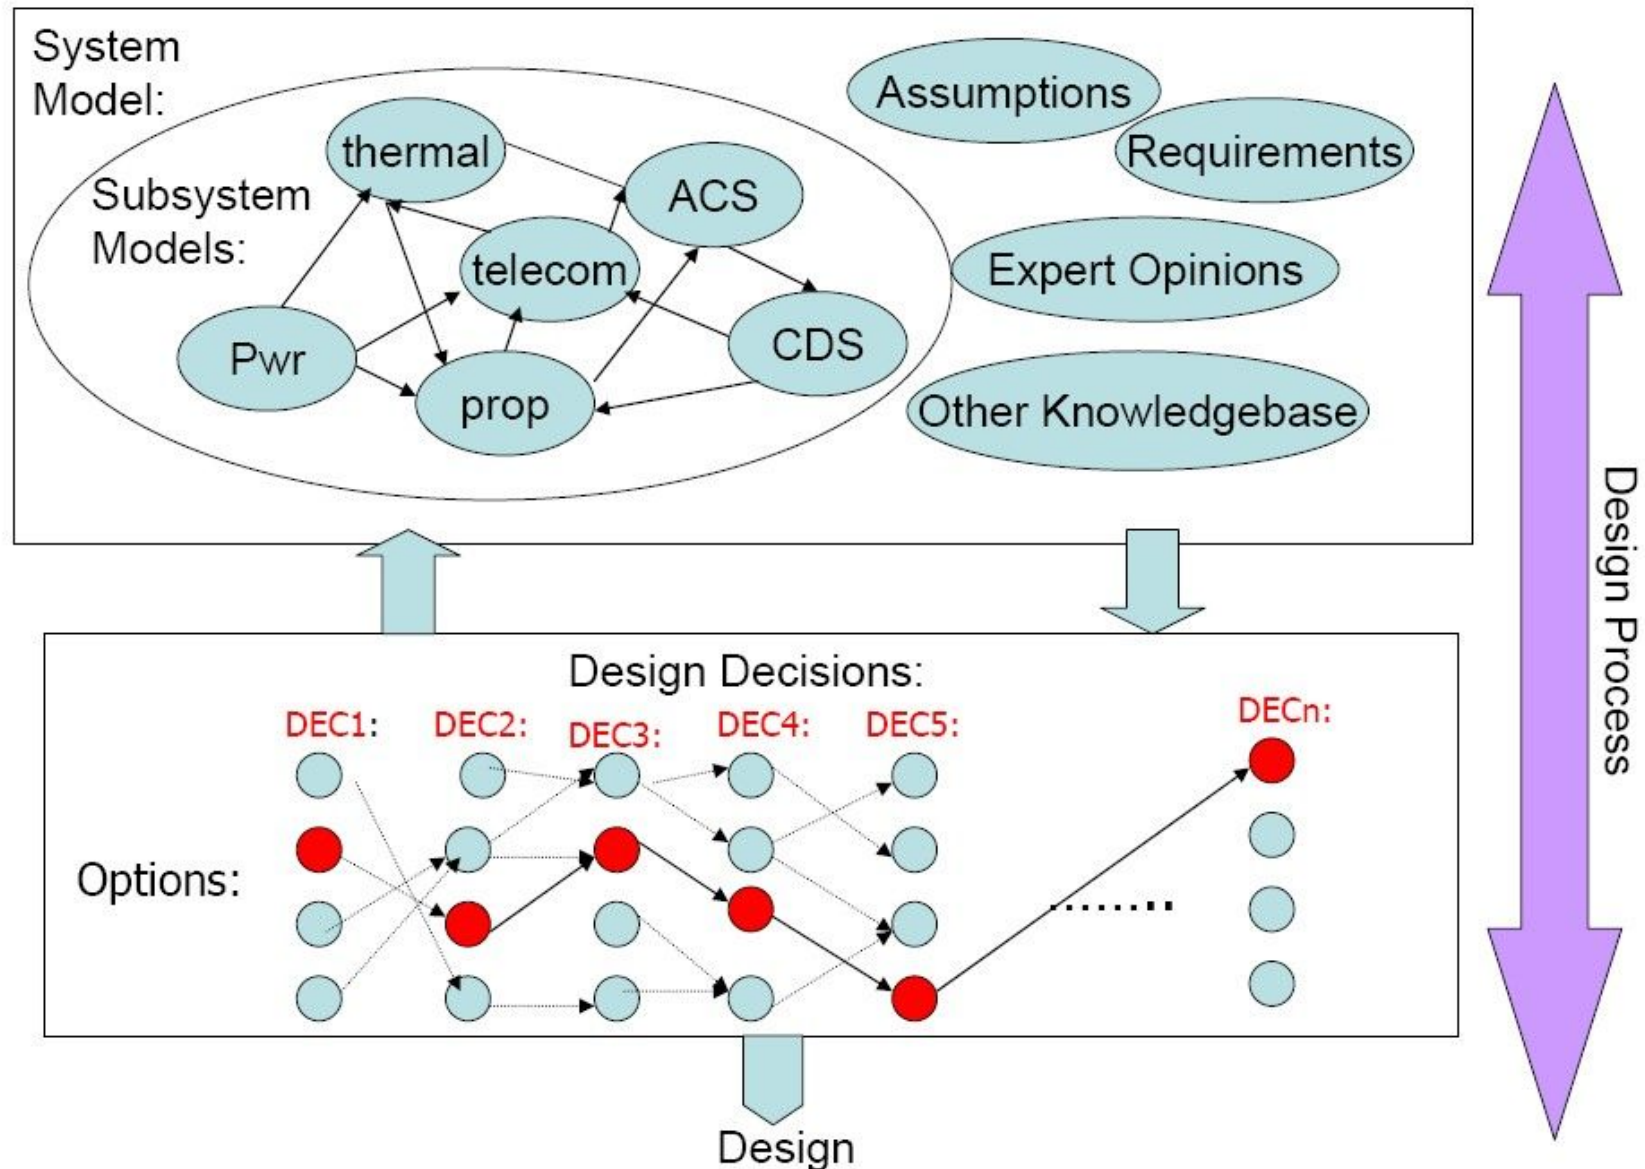 System
Model:
Subsystem
Models:
thermal
ACS
telecom
Pwr
CDS
prop
Assumptions
Requirements
Expert Opinions
Other Knowledgebase
Design Process
Design Decisions:
DEC1:
DEC2:
DEC3:
DEC4:
DEC5:
DECn:
Options:
........
Design